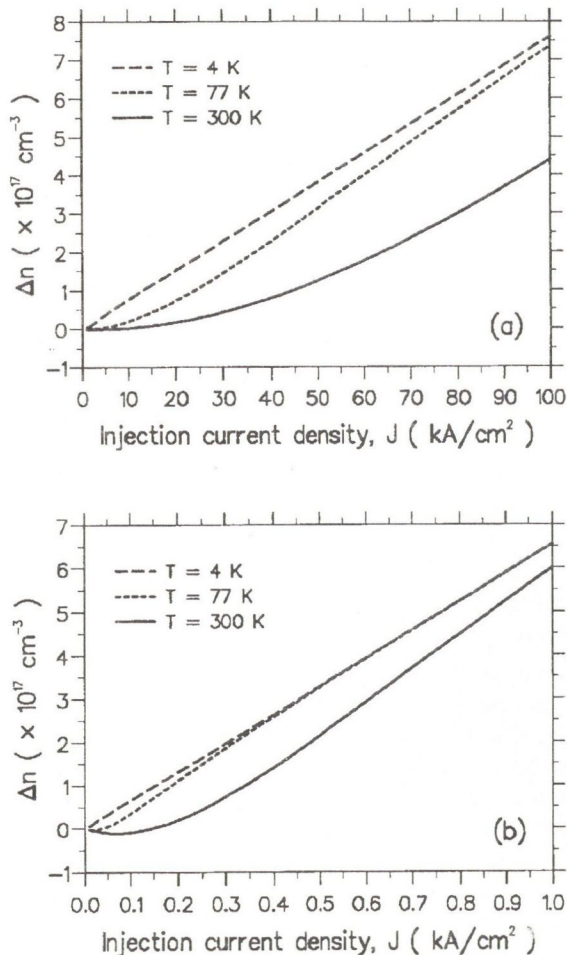 8
7
6
5
4
3
2
1
0
−1
Δn ( × 10¹⁷ cm⁻³ )
T = 4 K
T = 77 K
T = 300 K
(a)
0 10 20 30 40 50 60 70 80 90 100
Injection current density, J ( kA/cm² )
7
6
5
4
3
2
1
0
−1
Δn ( × 10¹⁷ cm⁻³ )
T = 4 K
T = 77 K
T = 300 K
(b)
0.0 0.1 0.2 0.3 0.4 0.5 0.6 0.7 0.8 0.9 1.0
Injection current density, J ( kA/cm² )